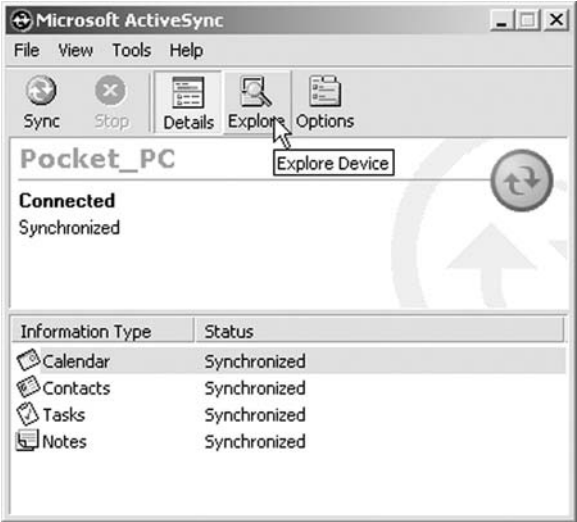 Microsoft ActiveSync
File View Tools Help
Sync Stop Details Explore Options
Explore Device
Pocket_PC
Connected
Synchronized
Information Type Status
Calendar Synchronized
Contacts Synchronized
Tasks Synchronized
Notes Synchronized